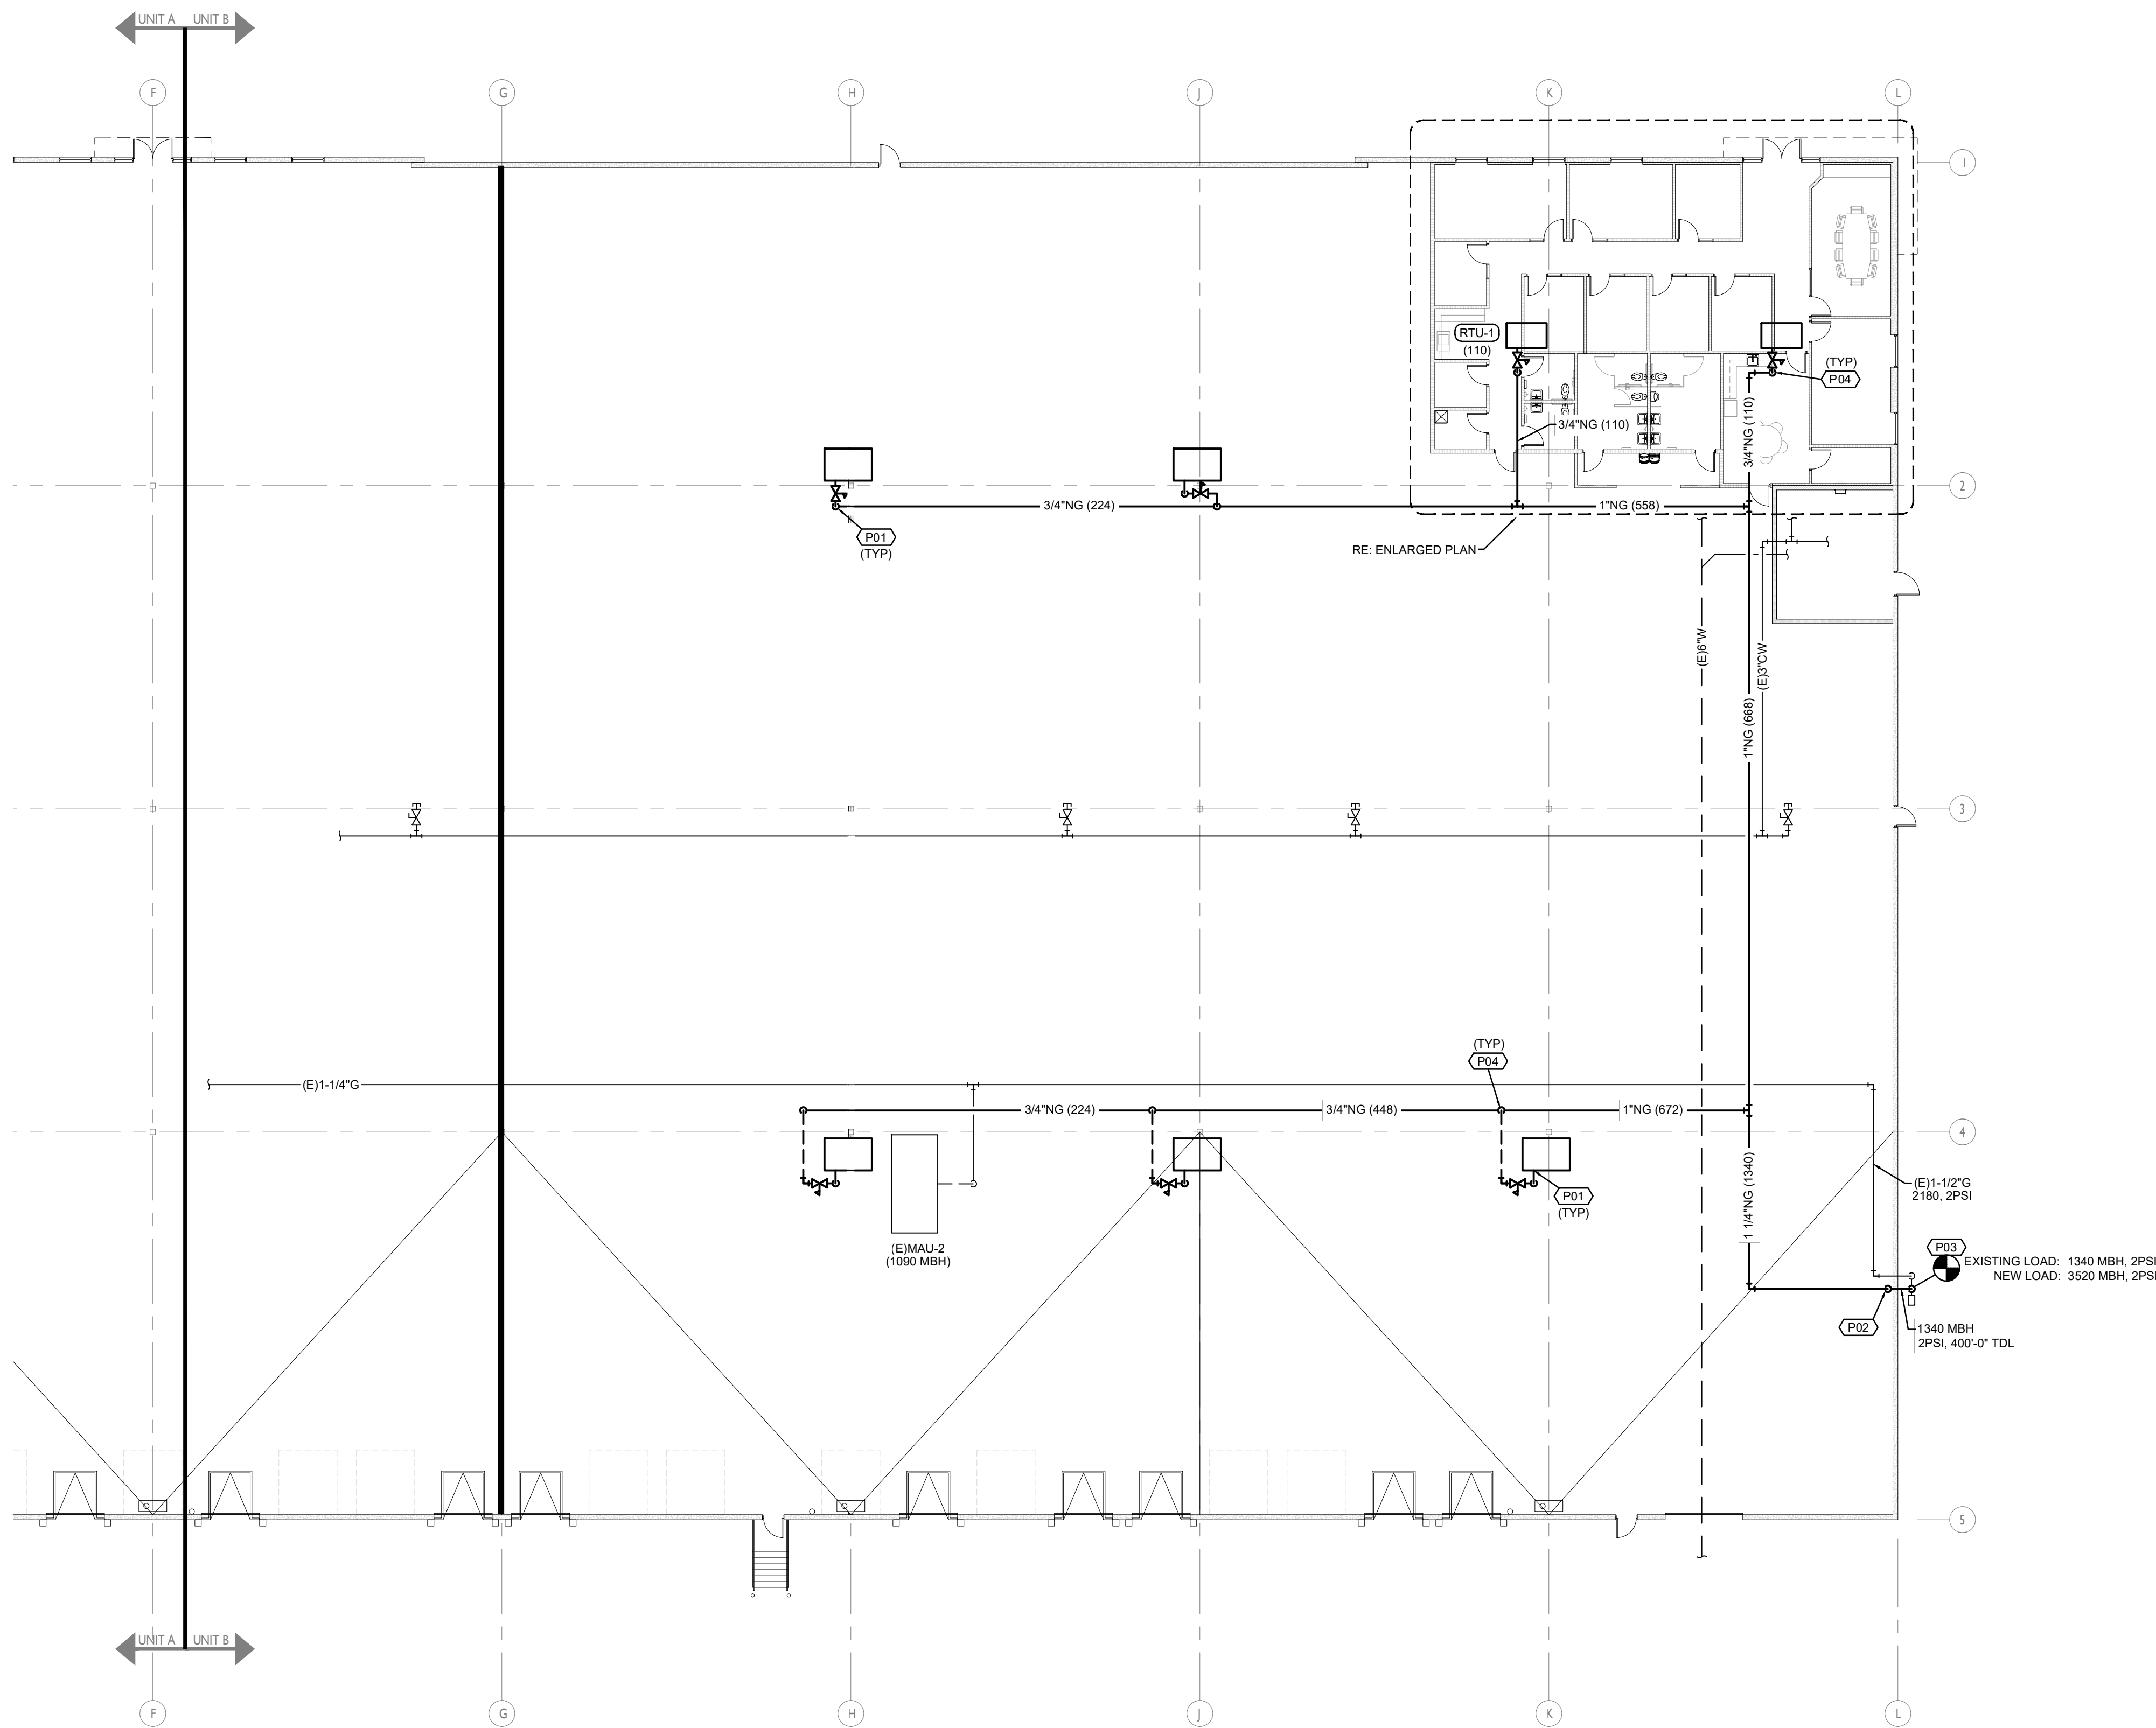 UNIT A UNIT B
F
G
H
J
K
L
1
RTU-1
(110)
(TYP)
P04
3/4"NG (110)
3/4"NG (110)
2
3/4"NG (224)
1"NG (558)
P01
(TYP)
RE: ENLARGED PLAN
(E)6"W
(E)3"CW
1"NG (668)
3
(TYP)
P04
(E)1-1/4"G
3/4"NG (224)
3/4"NG (448)
1"NG (672)
4
1 1/4"NG (1340)
(E)1-1/2"G
2180, 2PSI
P01
(TYP)
(E)MAU-2
(1090 MBH)
P03
EXISTING LOAD: 1340 MBH, 2PSI
NEW LOAD: 3520 MBH, 2PSI
P02
1340 MBH
2PSI, 400'-0" TDL
5
UNIT A UNIT B
F
G
H
J
K
L